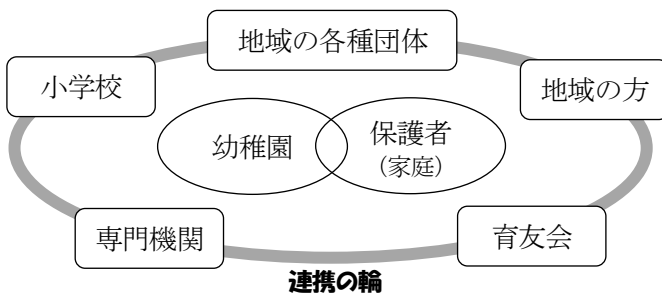 地域の各種団体
小学校
地域の方
幼稚園
保護者
（家庭）
専門機関
育友会
連携の輪